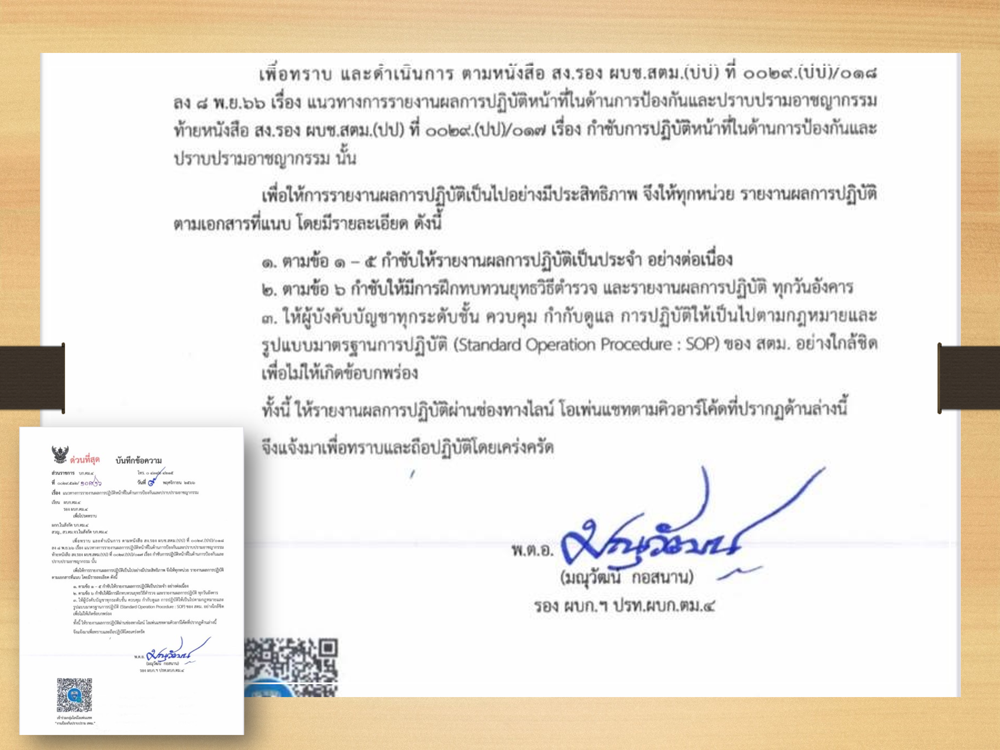 เพื่อทราบ และดำเนินการ ตามหนังสือ สง.รอง ผบช.สตม.(ปป) ที่ ๐๐๒๙.(ปป)/๐๑๘
ลง ๘ พ.ย.๖๖ เรื่อง แนวทางการรายงานผลการปฏิบัติหน้าที่ในด้านการป้องกันและปราบปรามอาชญากรรม
ท้ายหนังสือ สง.รอง ผบช.สตม.(ปป) ที่ ๐๐๒๙.(ปป)/๐๑๗ เรื่อง กำชับการปฏิบัติหน้าที่ในด้านการป้องกันและ
ปราบปรามอาชญากรรม นั้น
เพื่อให้การรายงานผลการปฏิบัติเป็นไปอย่างมีประสิทธิภาพ จึงให้ทุกหน่วย รายงานผลการปฏิบัติ
ตามเอกสารที่แนบ โดยมีรายละเอียด ดังนี้
๑. ตามข้อ ๑ – ๕ กำชับให้รายงานผลการปฏิบัติเป็นประจำ อย่างต่อเนื่อง
๒. ตามข้อ ๖ กำชับให้มีการฝึกทบทวนยุทธวิธีตำรวจ และรายงานผลการปฏิบัติ ทุกวันอังคาร
๓. ให้ผู้บังคับบัญชาทุกระดับชั้น ควบคุม กำกับดูแล การปฏิบัติให้เป็นไปตามกฎหมายและ
รูปแบบมาตรฐานการปฏิบัติ (Standard Operation Procedure : SOP) ของ สตม. อย่างใกล้ชิด
เพื่อไม่ให้เกิดข้อบกพร่อง
ทั้งนี้ ให้รายงานผลการปฏิบัติผ่านช่องทางไลน์ โอเพ่นแชทตามคิวอาร์โค้ดที่ปรากฏด้านล่างนี้
จึงแจ้งมาเพื่อทราบและถือปฏิบัติโดยเคร่งครัด
พ.ต.อ. มณุวัฒน์
(มณุวัฒน์ กอสนาน)
รอง ผบก.ฯ ปรท.ผบก.ตม.๔
ด่วนที่สุด บันทึกข้อความ
ส่วนราชการ บก.ตม.๔ โทร. ๐
ที่ ๐๐๒๙.๕๑๒/ วันที่ ๙ พฤศจิกายน ๒๕๖๖
เรื่อง แนวทางการรายงานผลการปฏิบัติหน้าที่ในด้านการป้องกันและปราบปรามอาชญากรรม
เรียน ผบก.ตม.๔
รอง ผบก.ตม.๔
เพื่อโปรดทราบ
ผกก.ในสังกัด บก.ตม.๔
สวญ., สว.ตม.จว.ในสังกัด บก.ตม.๔
เพื่อทราบ และดำเนินการ ตามหนังสือ สง.รอง ผบช.สตม.(ปป) ที่ ๐๐๒๙.(ปป)/๐๑๘
ลง ๘ พ.ย.๖๖ เรื่อง แนวทางการรายงานผลการปฏิบัติหน้าที่ในด้านการป้องกันและปราบปรามอาชญากรรม
ท้ายหนังสือ สง.รอง ผบช.สตม.(ปป) ที่ ๐๐๒๙.(ปป)/๐๑๗ เรื่อง กำชับการปฏิบัติหน้าที่ในด้านการป้องกันและ
ปราบปรามอาชญากรรม นั้น
เพื่อให้การรายงานผลการปฏิบัติเป็นไปอย่างมีประสิทธิภาพ จึงให้ทุกหน่วย รายงานผลการปฏิบัติ
ตามเอกสารที่แนบ โดยมีรายละเอียด ดังนี้
๑. ตามข้อ ๑ – ๕ กำชับให้รายงานผลการปฏิบัติเป็นประจำ อย่างต่อเนื่อง
๒. ตามข้อ ๖ กำชับให้มีการฝึกทบทวนยุทธวิธีตำรวจ และรายงานผลการปฏิบัติ ทุกวันอังคาร
๓. ให้ผู้บังคับบัญชาทุกระดับชั้น ควบคุม กำกับดูแล การปฏิบัติให้เป็นไปตามกฎหมายและ
รูปแบบมาตรฐานการปฏิบัติ (Standard Operation Procedure : SOP) ของ สตม. อย่างใกล้ชิด
เพื่อไม่ให้เกิดข้อบกพร่อง
ทั้งนี้ ให้รายงานผลการปฏิบัติผ่านช่องทางไลน์ โอเพ่นแชทตามคิวอาร์โค้ดที่ปรากฏด้านล่างนี้
จึงแจ้งมาเพื่อทราบและถือปฏิบัติโดยเคร่งครัด
พ.ต.อ. มณุวัฒน์
(มณุวัฒน์ กอสนาน)
รอง ผบก.ฯ ปรท.ผบก.ตม.๔
เข้าร่วมกลุ่มไลน์โอเพ่นแชท
"งานป้องกันปราบปราม สตม."